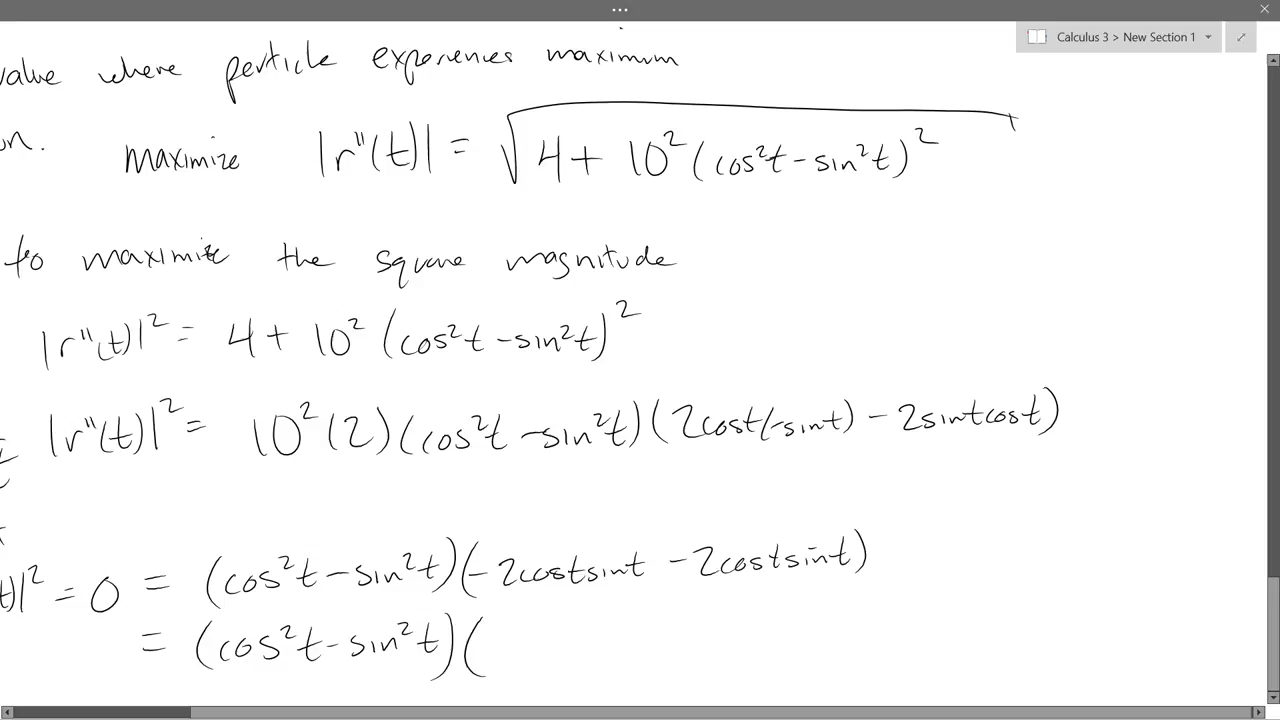 Calculus 3 > New Section 1
value where particle experiences maximum
on. maximize |r''(t)| = √(4 + 10²(cos²t - sin²t)²)
to maximize the square magnitude
|r''(t)|² = 4 + 10² (cos²t - sin²t)²
|r''(t)|² = 10² (2)(cos²t - sin²t)(2cost(-sint) - 2sintcost)
t)|² = 0 = (cos²t - sin²t)(-2costsint - 2costsint)
= (cos²t - sin²t)(